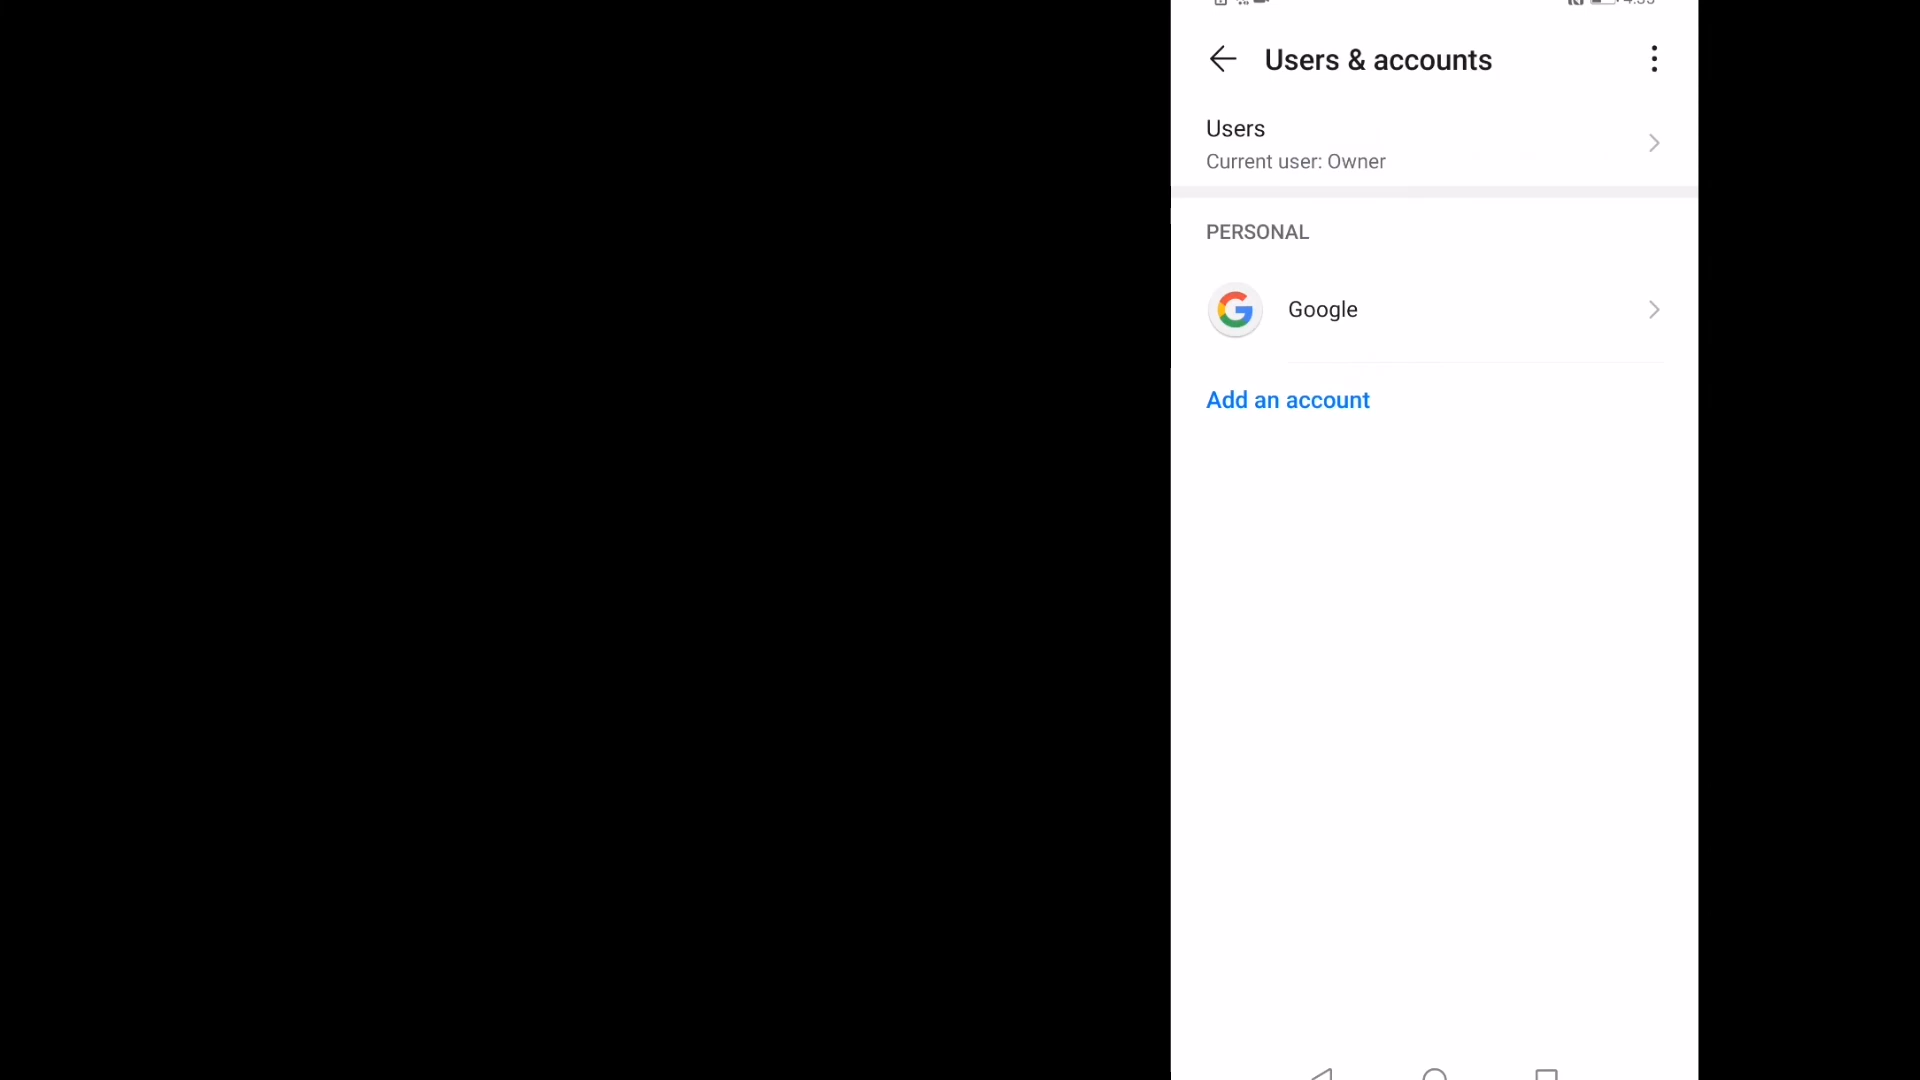 Users & accounts
Users
Current user: Owner
PERSONAL
Google
Add an account